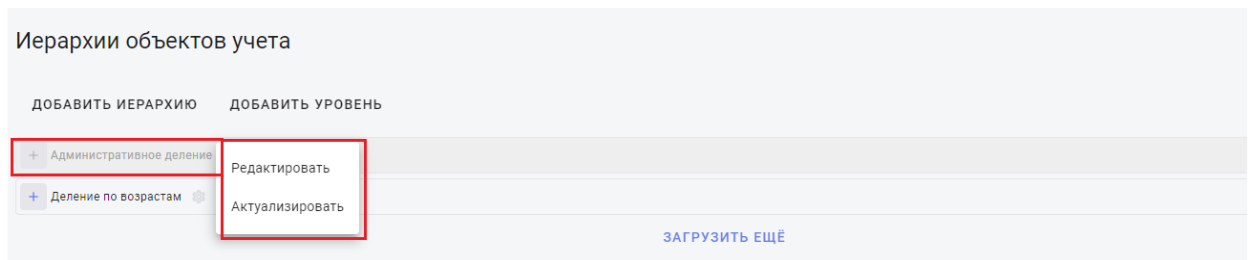 Иерархии объектов учета
ДОБАВИТЬ ИЕРАРХИЮ ДОБАВИТЬ УРОВЕНЬ
+ Административное деление
Редактировать
+ Деление по возрастам
Актуализировать
ЗАГРУЗИТЬ ЕЩЁ